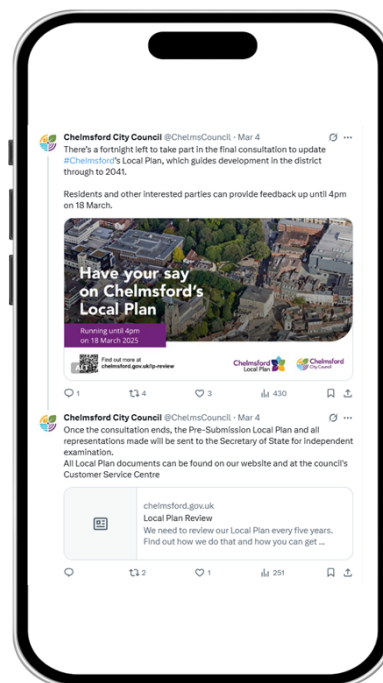 Chelmsford City Council @ChelmsCouncil · Mar 4
There's a fortnight left to take part in the final consultation to update
#Chelmsford's Local Plan, which guides development in the district
through to 2041.
Residents and other interested parties can provide feedback up until 4pm
on 18 March.
Have your say
on Chelmsford's
Local Plan
Running until 4pm
on 18 March 2025
ALT
Find out more at
chelmsford.gov.uk/lp-review
Chelmsford
Local Plan
Chelmsford
City Council
1 4 3 430
Chelmsford City Council @ChelmsCouncil · Mar 4
Once the consultation ends, the Pre-Submission Local Plan and all
representations made will be sent to the Secretary of State for independent
examination.
All Local Plan documents can be found on our website and at the council's
Customer Service Centre
chelmsford.gov.uk
Local Plan Review
We need to review our Local Plan every five years.
Find out how we do that and how you can get ...
2 1 251